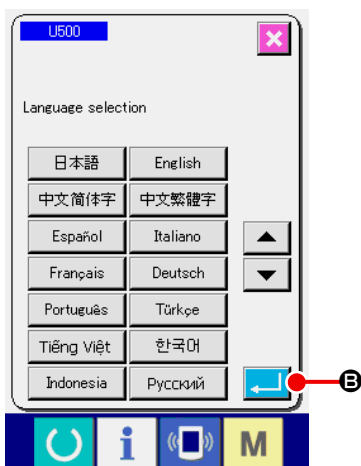 U500
Language selection
日本語 English
中文简体字 中文繁體字
Español Italiano
Français Deutsch
Português Türkçe
Tiếng Việt 한국어
Indonesia Русский
B
i M